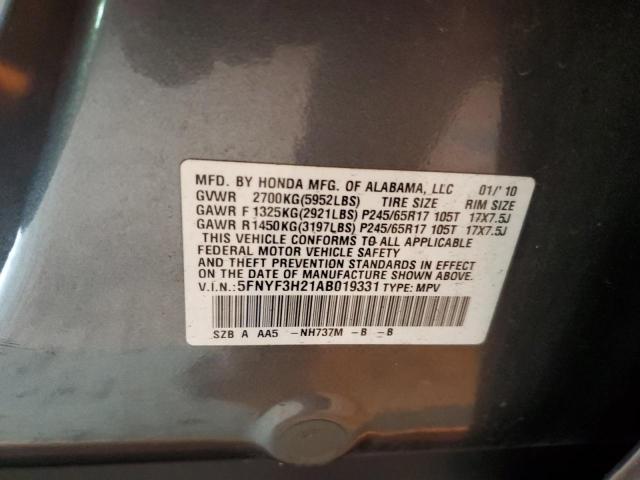 MFD. BY HONDA MFG. OF ALABAMA, LLC 01/'10
GVWR 2700KG(5952LBS) TIRE SIZE RIM SIZE
GAWR F 1325KG(2921LBS) P245/65R17 105T 17X7.5J
GAWR R1450KG(3197LBS) P245/65R17 105T 17X7.5J
THIS VEHICLE CONFORMS TO ALL APPLICABLE
FEDERAL MOTOR VEHICLE SAFETY
AND THEFT PREVENTION STANDARDS IN EFFECT
ON THE DATE OF MANUFACTURE SHOWN ABOVE.
V.I.N.:5FNYF3H21AB019331 TYPE: MPV
SZB A AA5 -NH737M -B -B